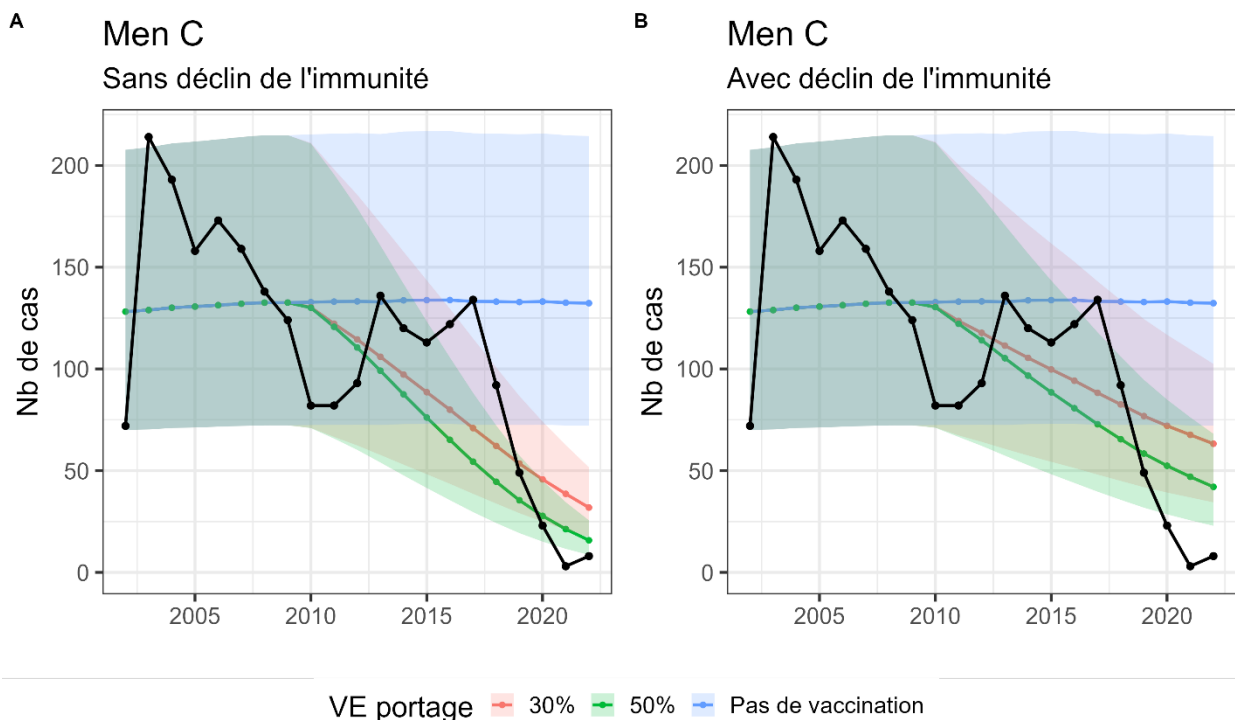 A
Men C
Sans déclin de l'immunité
Nb de cas
200
150
100
50
0
2005 2010 2015 2020
B
Men C
Avec déclin de l'immunité
Nb de cas
200
150
100
50
0
2005 2010 2015 2020
VE portage 30% 50% Pas de vaccination